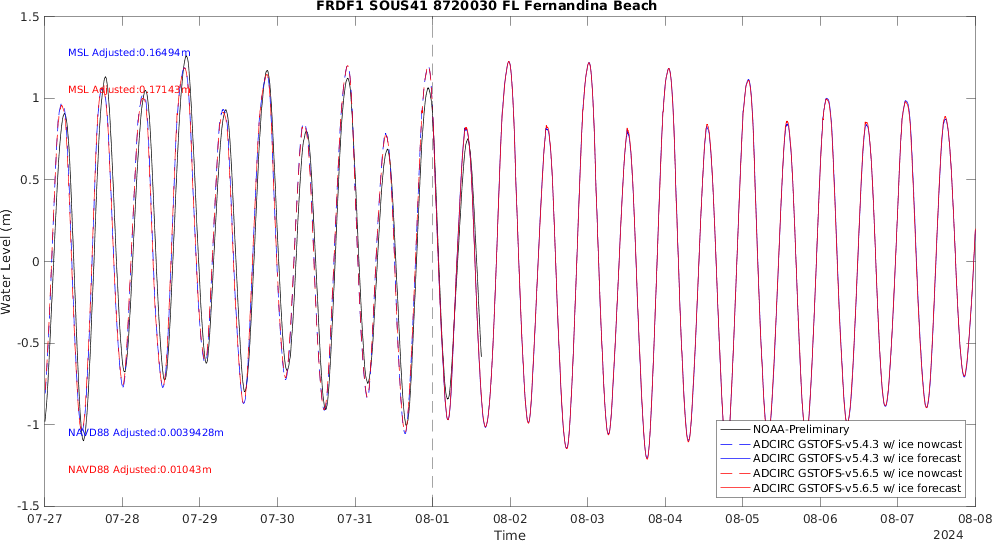 FRDF1 SOUS41 8720030 FL Fernandina Beach
1.5
1
0.5
0
-0.5
-1
-1.5
Water Level (m)
MSL Adjusted:0.16494m
MSL Adjusted:0.17143m
NAVD88 Adjusted:0.0039428m
NAVD88 Adjusted:0.01043m
NOAA-Preliminary
ADCIRC GSTOFS-v5.4.3 w/ ice nowcast
ADCIRC GSTOFS-v5.4.3 w/ ice forecast
ADCIRC GSTOFS-v5.6.5 w/ ice nowcast
ADCIRC GSTOFS-v5.6.5 w/ ice forecast
07-27 07-28 07-29 07-30 07-31 08-01 08-02 08-03 08-04 08-05 08-06 08-07 08-08
Time
2024